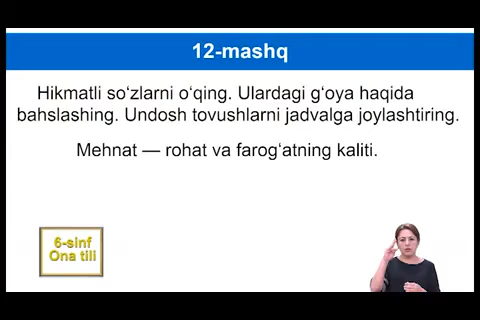 12-mashq
Hikmatli so‘zlarni o‘qing. Ulardagi g‘oya haqida
bahslashing. Undosh tovushlarni jadvalga joylashtiring.
Mehnat — rohat va farog‘atning kaliti.
6-sinf
Ona tili